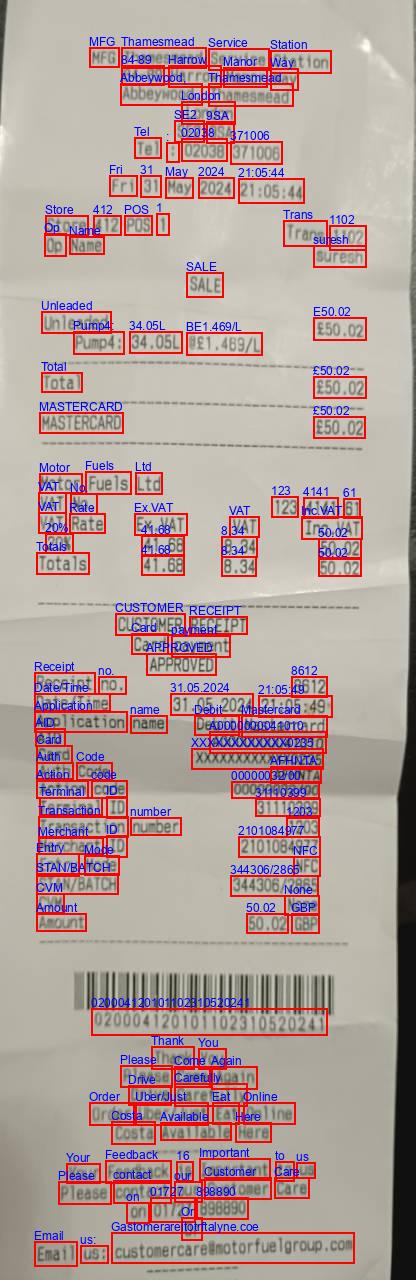 MFG Thamesmead Service Station
84-89 Harrow Manor Way
Abbeywood, Thamesmead
London
SE2 9SA
Tel : 02038 371006
Fri 31 May 2024 21:05:44
Store 412 POS 1 Trans 1102
Op Name suresh
SALE
Unleaded £50.02
Pump4: 34.05L @£1.469/L
Total £50.02
MASTERCARD £50.02
Motor Fuels Ltd
VAT No. 123 4141 61
VAT Rate Ex.VAT VAT Inc.VAT
20% 41.68 8.34 50.02
Totals 41.68 8.34 50.02
CUSTOMER RECEIPT
Card payment
APPROVED
Receipt no. 8612
Date/Time 31.05.2024 21:05:49
Application name Debit Mastercard
AID A0000000041010
Card XXXXXXXXXXXX0235
Auth Code
Action code
Terminal ID
Transaction number 1203
Merchant ID 2101084977
Entry Mode NFC
STAN/BATCH 344306/2865
CVM None
Amount 50.02 GBP
02000412010110231052024​1
Thank You
Please Come Again
Drive Carefully
Order Uber/Just Eat Online
Costa Available Here
Your Feedback is Important to us
Please contact our Customer Care
on 01727 898890
Or
Email us: customercare@motorfuelgroup.com